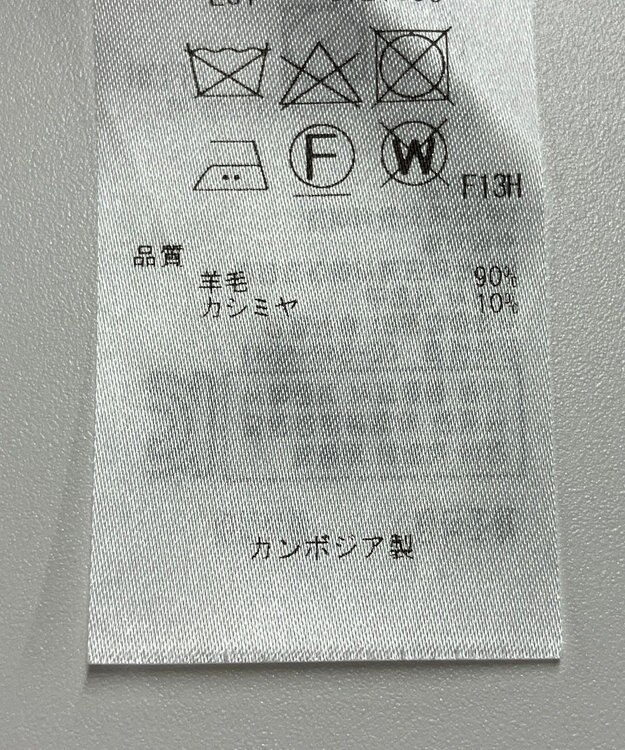 F W F13H
品質
羊毛 90%
カシミヤ 10%
カンボジア製